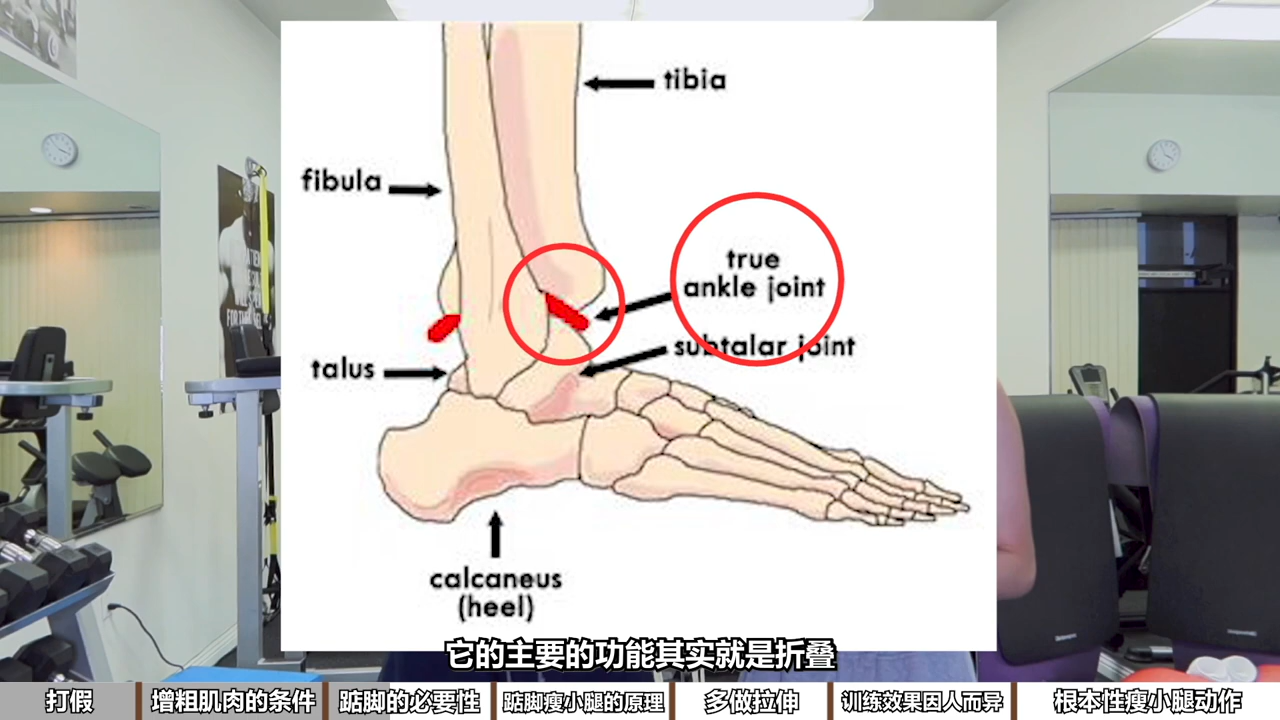 tibia
fibula
true
ankle joint
subtalar joint
talus
calcaneus
(heel)
它的主要的功能其实就是折叠
打假
增粗肌肉的条件
踮脚的必要性
踮脚瘦小腿的原理
多做拉伸
训练效果因人而异
根本性瘦小腿动作